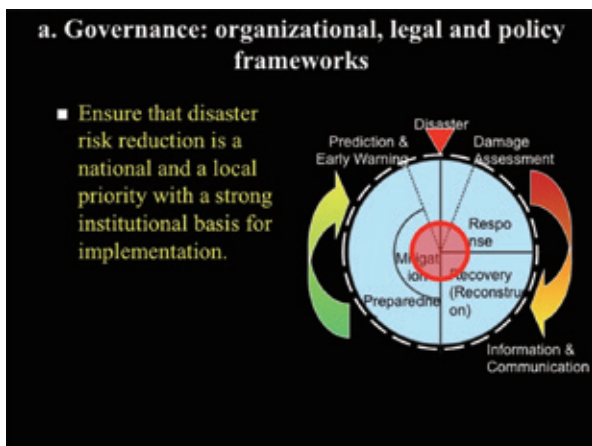 a. Governance: organizational, legal and policy
frameworks
Ensure that disaster
risk reduction is a
national and a local
priority with a strong
institutional basis for
implementation.
Disaster
Prediction &
Early Warning
Damage
Assessment
Respo
nse
Mitigat
ion
Recovery
(Reconstru
on)
Preparedne
Information &
Communication